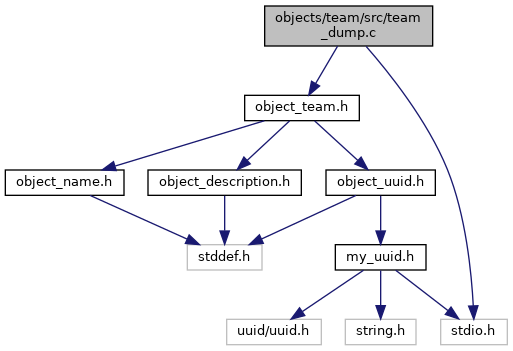 objects/team/src/team
_dump.c
object_team.h
object_name.h
object_description.h
object_uuid.h
stddef.h
my_uuid.h
uuid/uuid.h
string.h
stdio.h